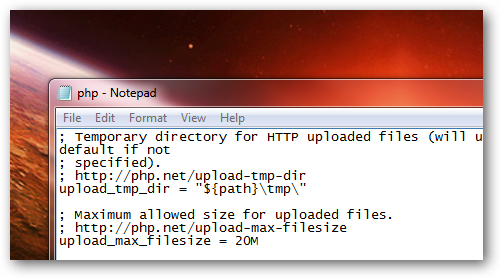 php - Notepad
File Edit Format View Help
; Temporary directory for HTTP uploaded files (will u
default if not
; specified).
; http://php.net/upload-tmp-dir
upload_tmp_dir = "${path}\tmp\"

; Maximum allowed size for uploaded files.
; http://php.net/upload-max-filesize
upload_max_filesize = 20M